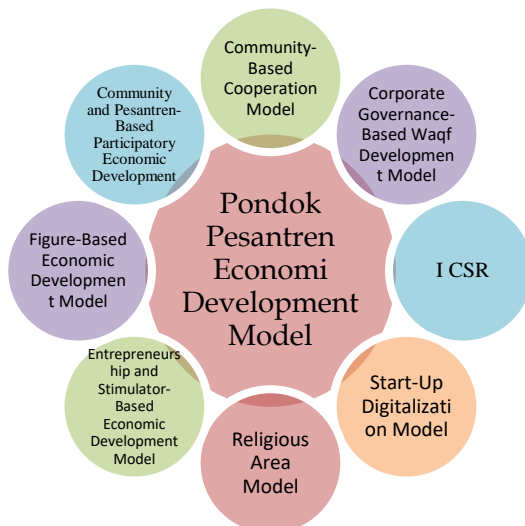 Community-
Based
Cooperation
Model
Corporate
Governance-
Based Waqf
Developmen
t Model
I CSR
Start-Up
Digitalizati
on Model
Religious
Area
Model
Entrepreneurs
hip and
Stimulator-
Based
Economic
Development
Model
Figure-Based
Economic
Developmen
t Model
Community
and Pesantren-
Based
Participatory
Economic
Development
Pondok
Pesantren
Economi
Development
Model